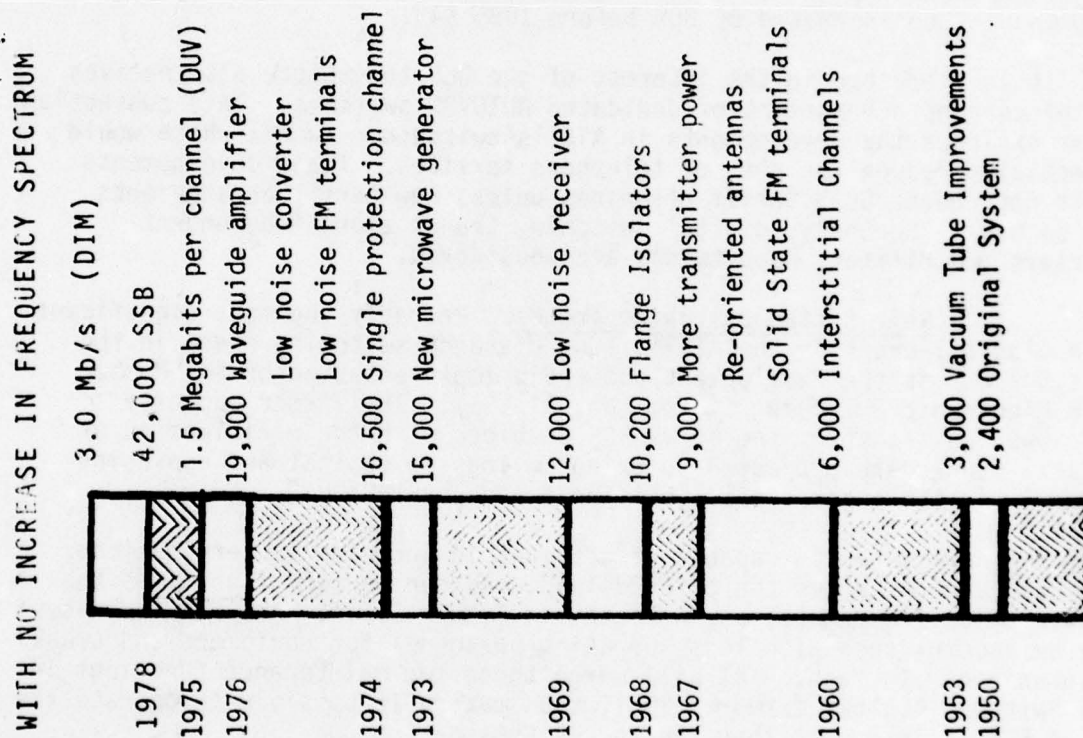 WITH NO INCREASE IN FREQUENCY SPECTRUM
3.0 Mb/s (DIM)
1978 42,000 SSB
1975 1.5 Megabits per channel (DUV)
1976 19,900 Waveguide amplifier
Low noise converter
Low noise FM terminals
1974 16,500 Single protection channel
1973 15,000 New microwave generator
1969 12,000 Low noise receiver
1968 10,200 Flange Isolator
1967 9,000 More transmitter power
Re-oriened antennas
Solid State FM terminals
1960 6,000 Interstitial Channels
1953 3,000 Vacuum Tube Improvements
1950 2,400 Original System